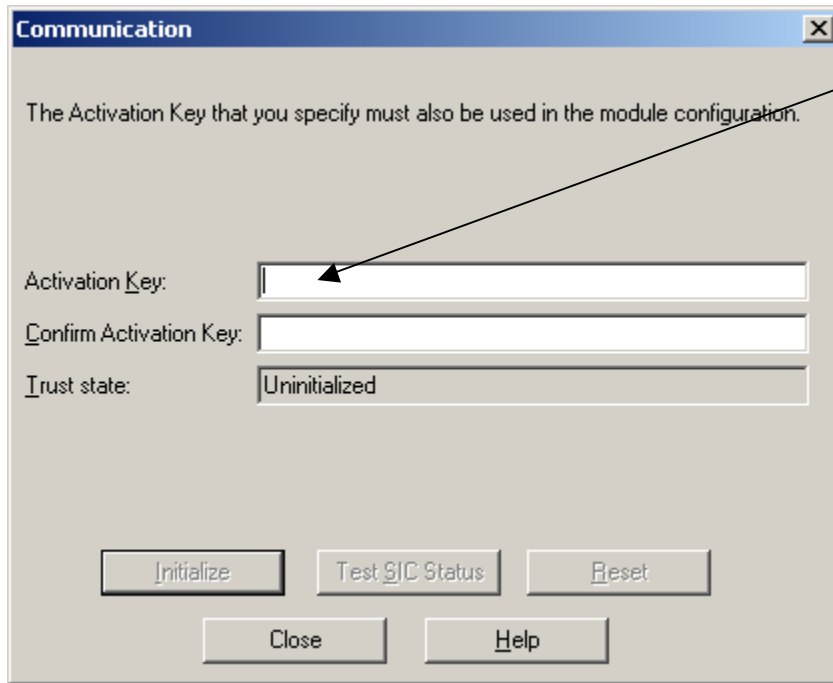 Communication
The Activation Key that you specify must also be used in the module configuration.
Activation Key:
Confirm Activation Key:
Trust state: Uninitialized
Initialize Test SIC Status Reset
Close Help